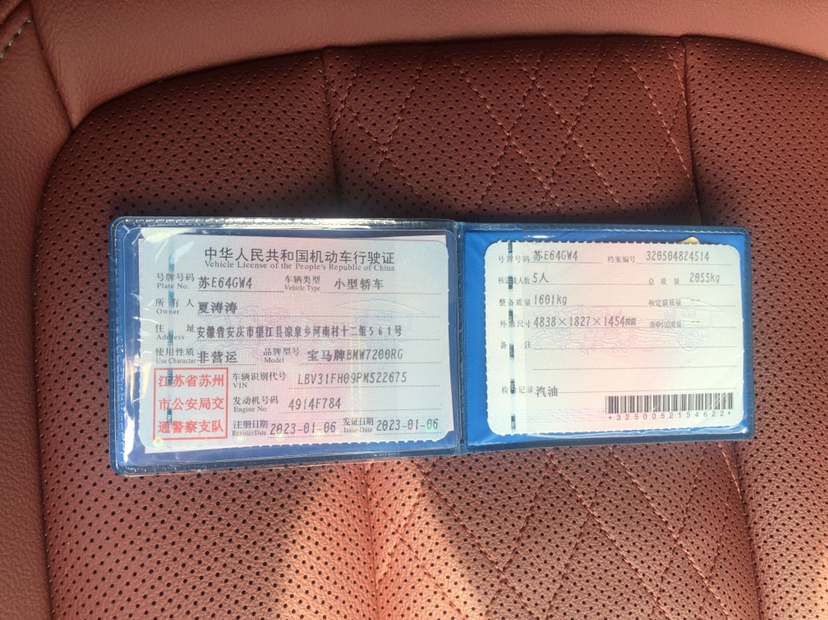 中华人民共和国机动车行驶证
Vehicle License of the People's Republic of China
号牌号码 Plate No. 苏E64GW4 车辆类型 Vehicle Type 小型轿车
所有人 Owner 夏涛涛
住址 Address 安徽省安庆市望江县凉泉乡河南村十二组561号
使用性质 Use Character 非营运 品牌型号 Model 宝马牌BMW7200RG
江苏省苏州
市公安局交
通警察支队
车辆识别代号 VIN LBV31FH09PM522675
发动机号码 Engine No. 4914F784
注册日期 Register Date 2023-01-06 发证日期 Issue Date 2023-01-06
号牌号码 苏E64GW4 档案编号 320504824514
核定载人数 5人 总质量 2055kg
整备质量 1601kg 核定载质量 --
外廓尺寸 4838×1827×1454mm 准牵引总质量 --
备注
检验记录 汽油
*3250052154622*